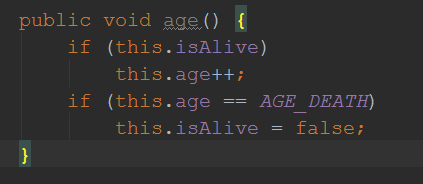 public void age() {
    if (this.isAlive)
        this.age++;
    if (this.age == AGE_DEATH)
        this.isAlive = false;
}